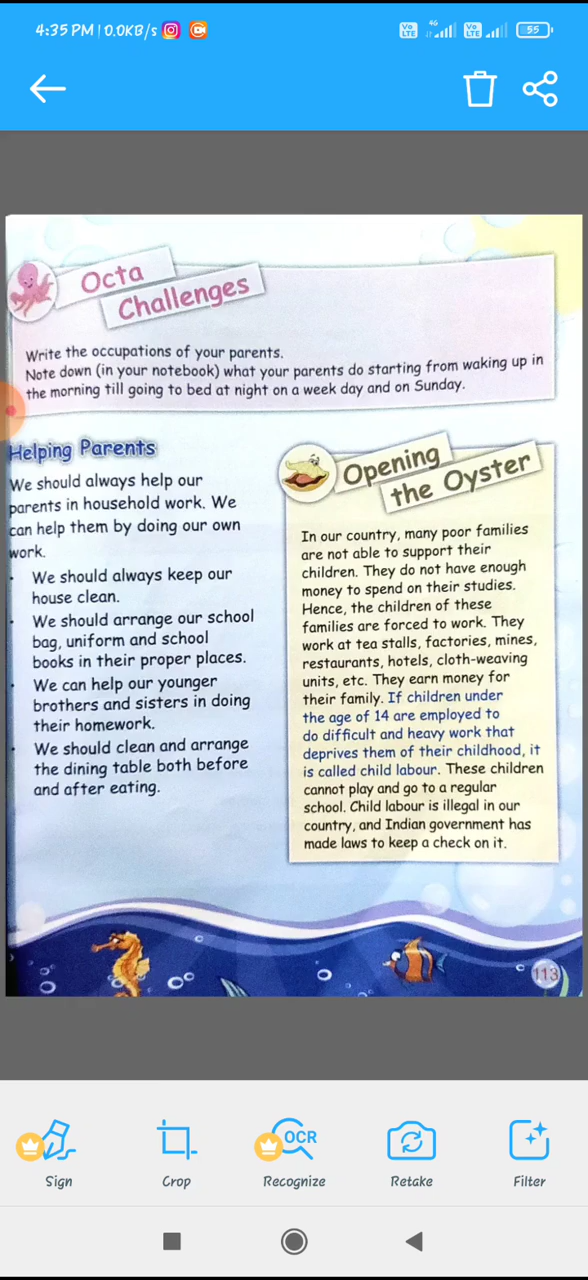 4:35 PM | 0.0KB/s
Vo LTE 4G Vo LTE 55
Octa
Challenges
Write the occupations of your parents.
Note down (in your notebook) what your parents do starting from waking up in
the morning till going to bed at night on a week day and on Sunday.
Helping Parents
We should always help our
parents in household work. We
can help them by doing our own
work.
• We should always keep our
house clean.
• We should arrange our school
bag, uniform and school
books in their proper places.
• We can help our younger
brothers and sisters in doing
their homework.
• We should clean and arrange
the dining table both before
and after eating.
Opening
the Oyster
In our country, many poor families
are not able to support their
children. They do not have enough
money to spend on their studies.
Hence, the children of these
families are forced to work. They
work at tea stalls, factories, mines,
restaurants, hotels, cloth-weaving
units, etc. They earn money for
their family. If children under
the age of 14 are employed to
do difficult and heavy work that
deprives them of their childhood, it
is called child labour. These children
cannot play and go to a regular
school. Child labour is illegal in our
country, and Indian government has
made laws to keep a check on it.
113
Sign
Crop
OCR
Recognize
Retake
Filter